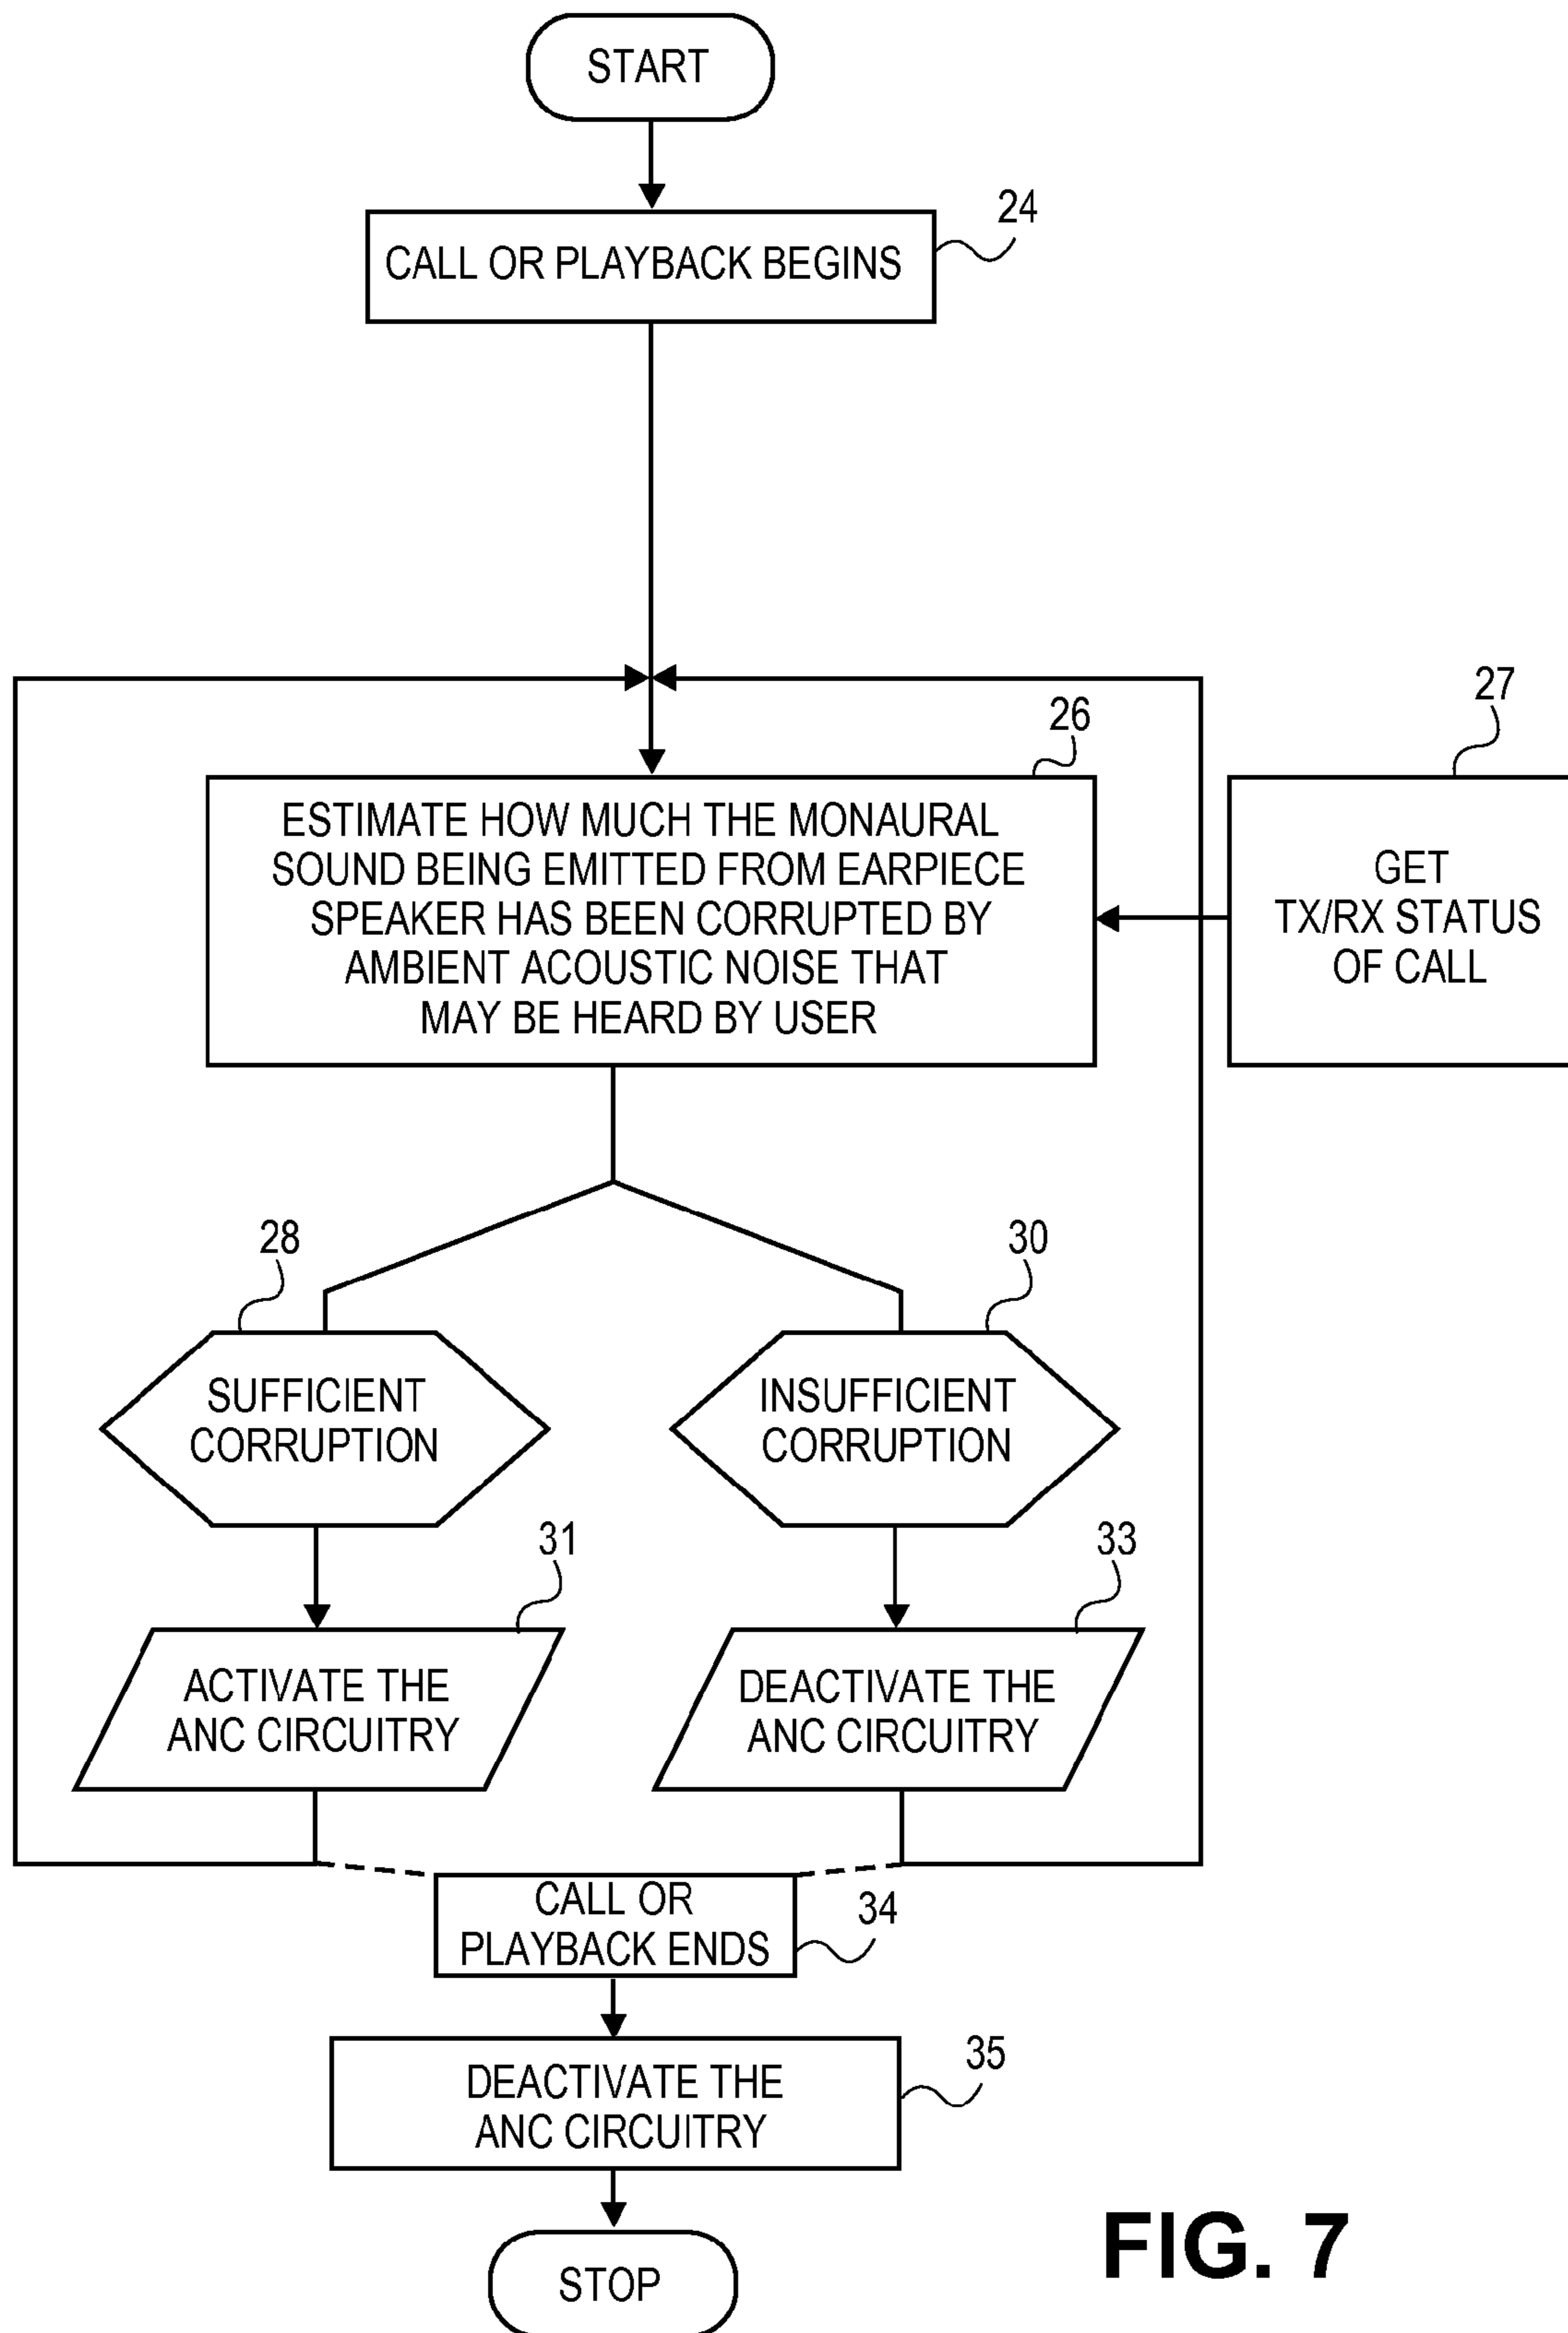 START
24
CALL OR PLAYBACK BEGINS
27
26
ESTIMATE HOW MUCH THE MONAURAL
SOUND BEING EMITTED FROM EARPIECE
SPEAKER HAS BEEN CORRUPTED BY
AMBIENT ACOUSTIC NOISE THAT
MAY BE HEARD BY USER
GET
TX/RX STATUS
OF CALL
28
30
SUFFICIENT
CORRUPTION
INSUFFICIENT
CORRUPTION
31
33
ACTIVATE THE
ANC CIRCUITRY
DEACTIVATE THE
ANC CIRCUITRY
CALL OR
PLAYBACK ENDS
34
35
DEACTIVATE THE
ANC CIRCUITRY
STOP
FIG. 7